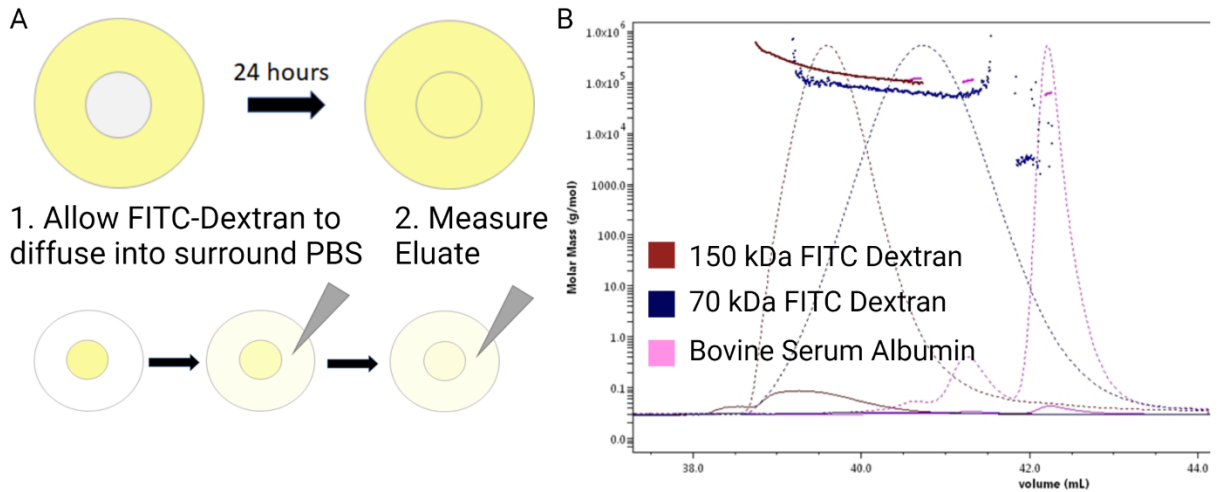 A
24 hours
1. Allow FITC-Dextran to
diffuse into surround PBS
2. Measure
Eluate
B
1.0x10⁶
1.0x10⁵
1.0x10⁴
1000.0
100.0
10.0
1.0
0.1
0.0
Molar Mass (g/mol)
150 kDa FITC Dextran
70 kDa FITC Dextran
Bovine Serum Albumin
38.0
40.0
42.0
44.0
volume (mL)